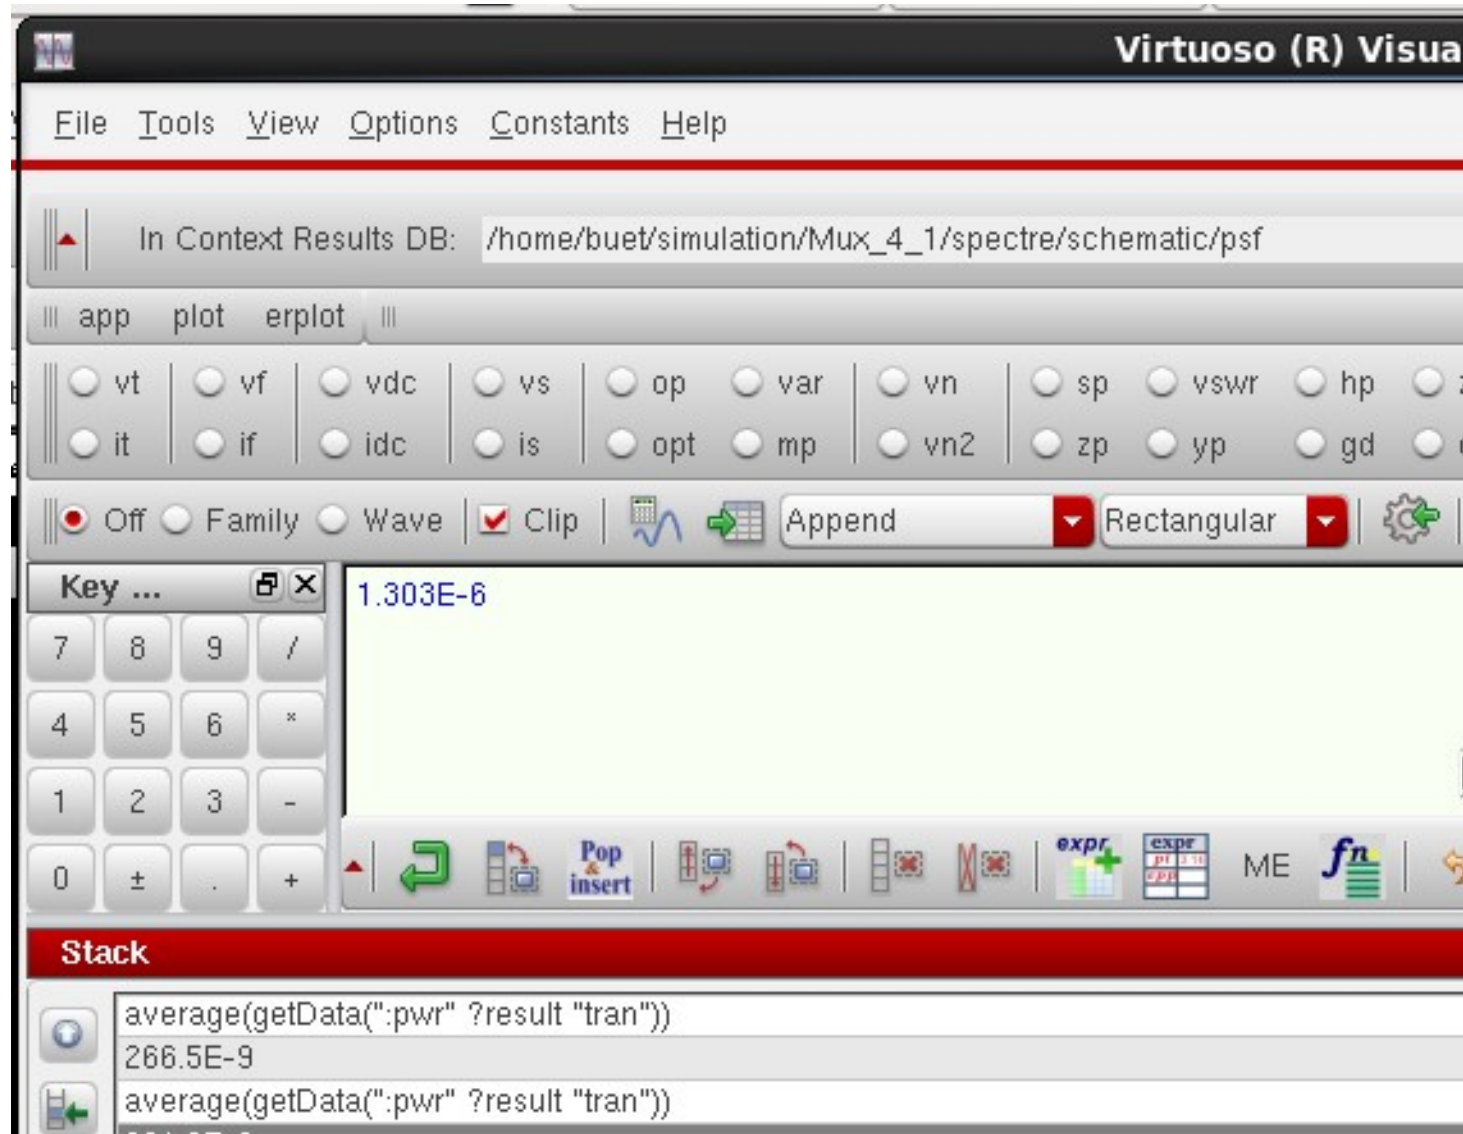 Virtuoso (R) Visua
File Tools View Options Constants Help
In Context Results DB: /home/buet/simulation/Mux_4_1/spectre/schematic/psf
app plot erplot
vt vf vdc vs op var vn sp vswr hp
it if idc is opt mp vn2 zp yp gd
Off Family Wave Clip Append Rectangular
Key ...
1.303E-6
7 8 9 /
4 5 6 *
1 2 3 -
0 ± . +
Pop & insert expr expr ME fn
Stack
average(getData(":pwr" ?result "tran"))
266.5E-9
average(getData(":pwr" ?result "tran"))